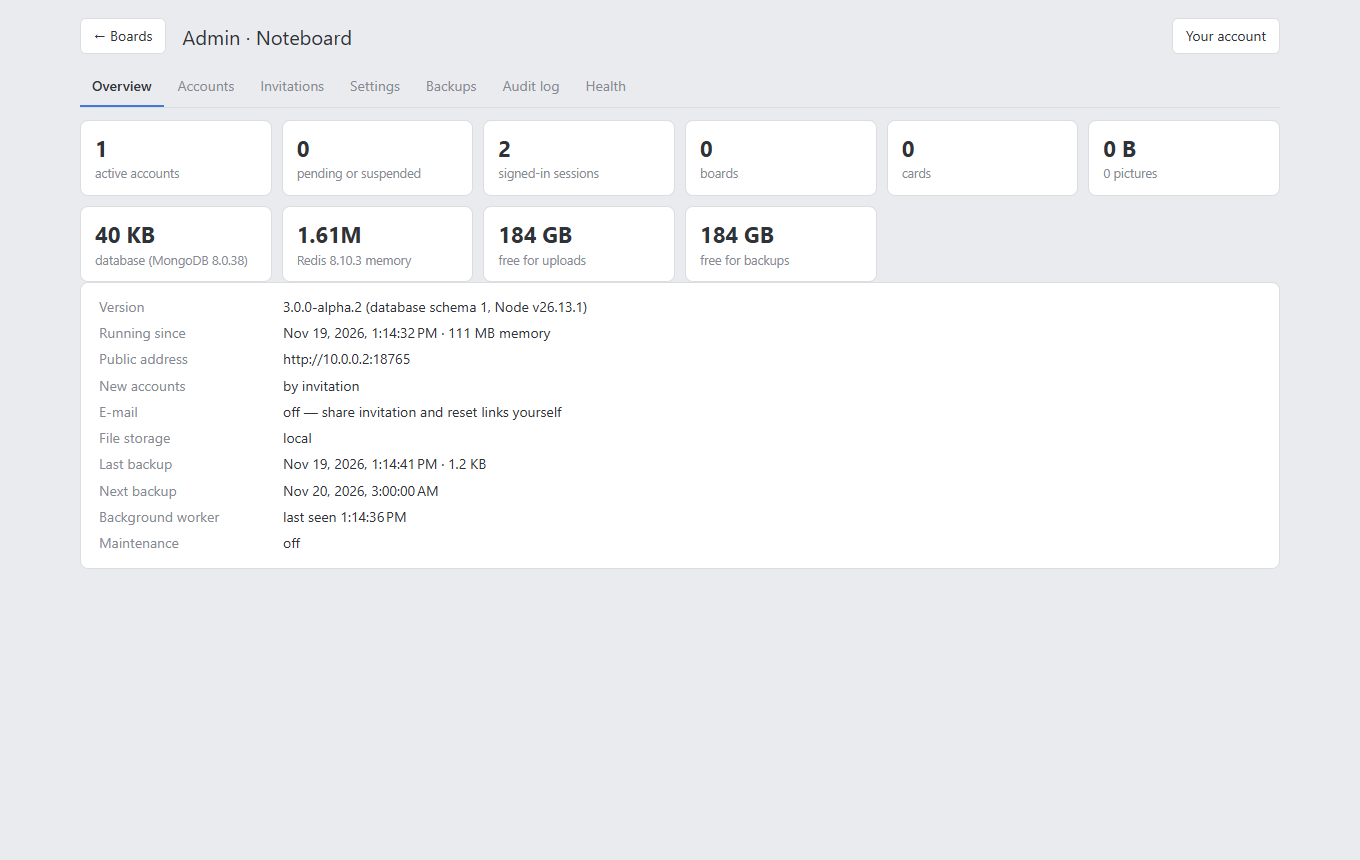 ← Boards
Admin · Noteboard
Your account
Overview
Accounts
Invitations
Settings
Backups
Audit log
Health
1
active accounts
0
pending or suspended
2
signed-in sessions
0
boards
0
cards
0 B
0 pictures
40 KB
database (MongoDB 8.0.38)
1.61M
Redis 8.10.3 memory
184 GB
free for uploads
184 GB
free for backups
Version 3.0.0-alpha.2 (database schema 1, Node v26.13.1)
Running since Nov 19, 2026, 1:14:32 PM · 111 MB memory
Public address http://10.0.0.2:18765
New accounts by invitation
E-mail off — share invitation and reset links yourself
File storage local
Last backup Nov 19, 2026, 1:14:41 PM · 1.2 KB
Next backup Nov 20, 2026, 3:00:00 AM
Background worker last seen 1:14:36 PM
Maintenance off